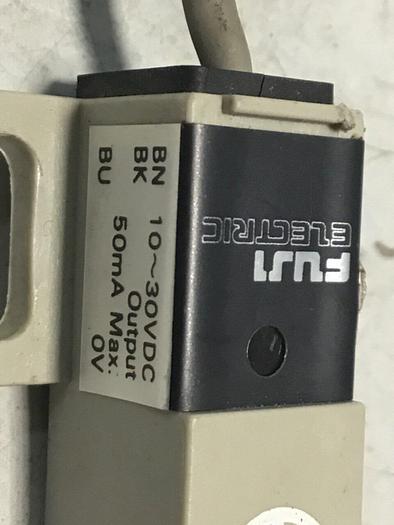 BN 10~30VDC
BK Output
50mA Max.
BU 0V
FUJI
ELECTRIC